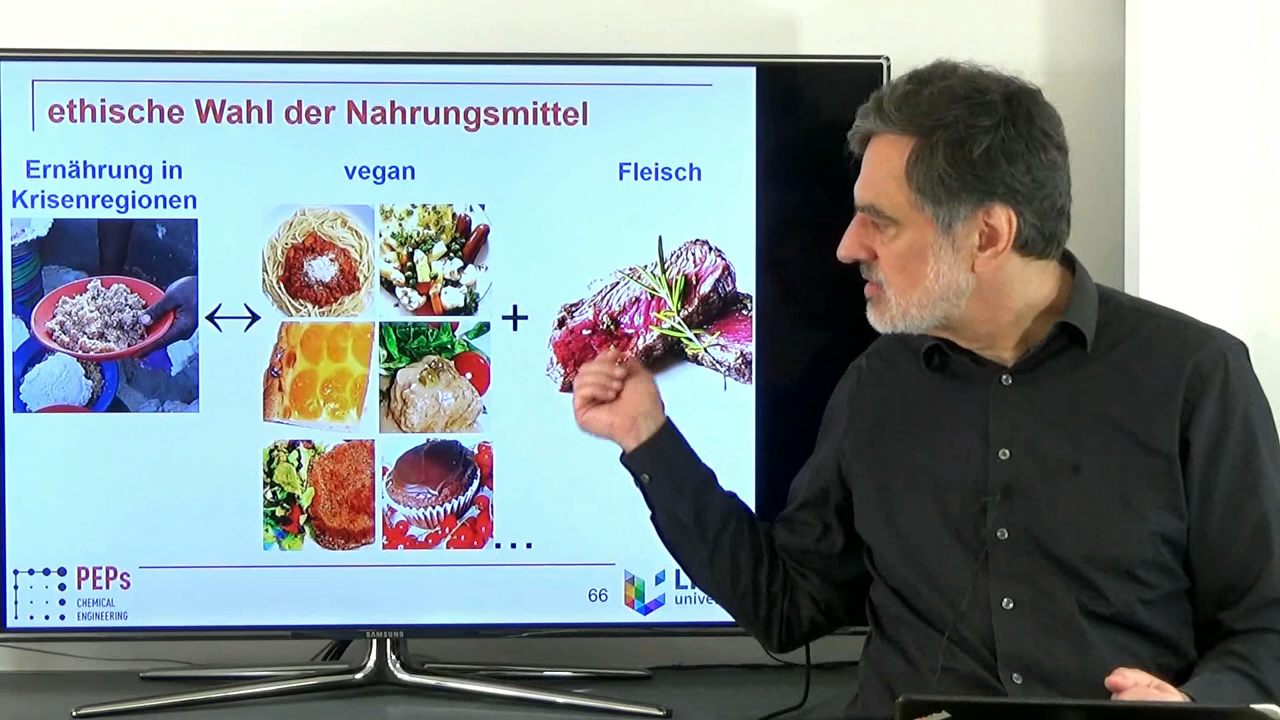 ethische Wahl der Nahrungsmittel
Ernährung in
Krisenregionen
vegan
Fleisch
+
...
PEPs
CHEMICAL
ENGINEERING
66
SAMSUNG